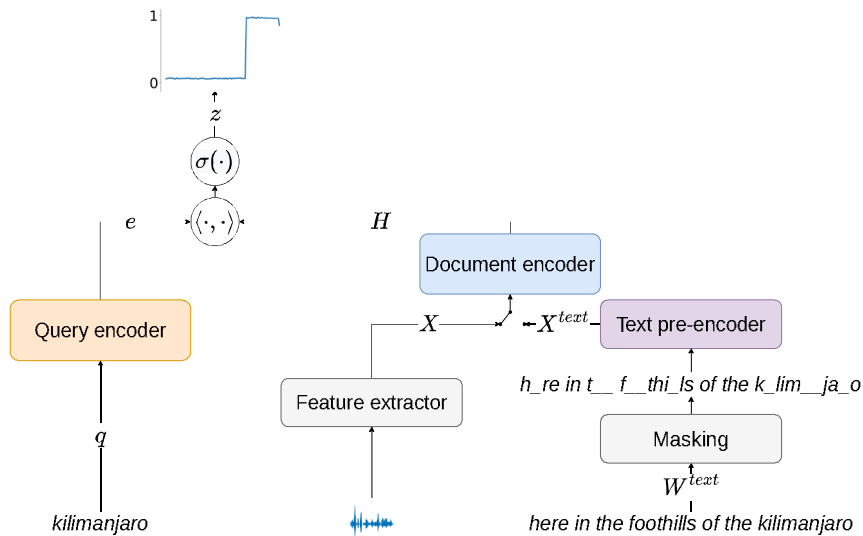 1
0
z
σ(·)
⟨·,·⟩
e
H
Document encoder
Query encoder
X
X^{text}
Text pre-encoder
h_re in t__ f__thi_ls of the k_lim__ja_o
Feature extractor
Masking
q
W^{text}
kilimanjaro
here in the foothills of the kilimanjaro